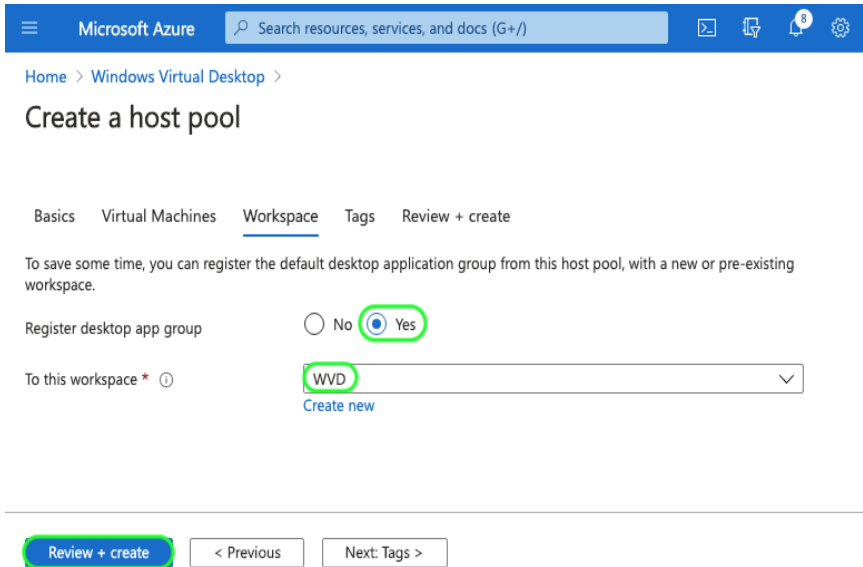 Microsoft Azure
Search resources, services, and docs (G+/)
8
Home > Windows Virtual Desktop >
Create a host pool
Basics Virtual Machines Workspace Tags Review + create
To save some time, you can register the default desktop application group from this host pool, with a new or pre-existing
workspace.
Register desktop app group No Yes
To this workspace * WVD
Create new
Review + create < Previous Next: Tags >